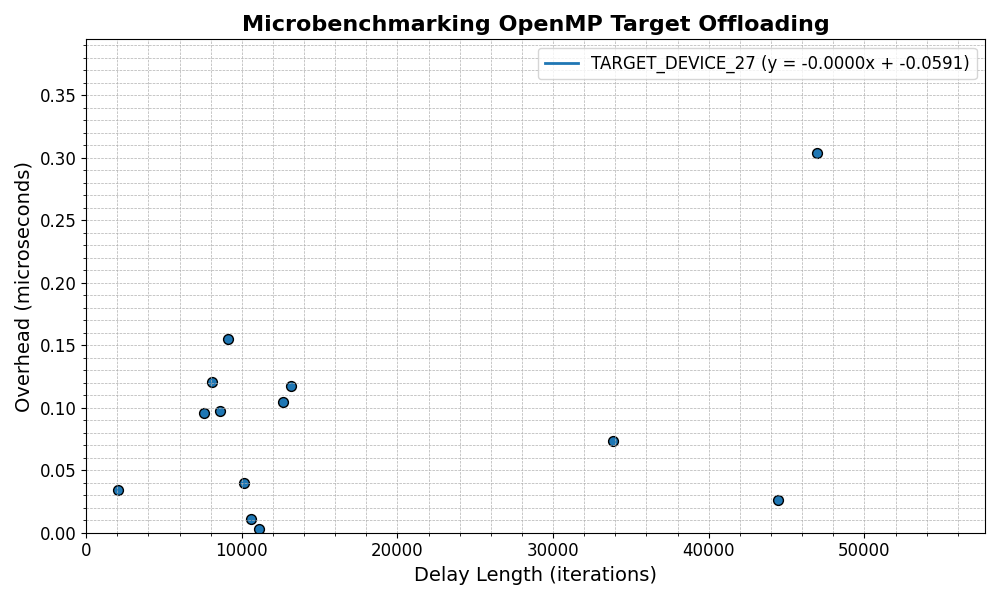 Microbenchmarking OpenMP Target Offloading
TARGET_DEVICE_27 (y = -0.0000x + -0.0591)
Overhead (microseconds)
0.35
0.30
0.25
0.20
0.15
0.10
0.05
0.00
0 10000 20000 30000 40000 50000
Delay Length (iterations)